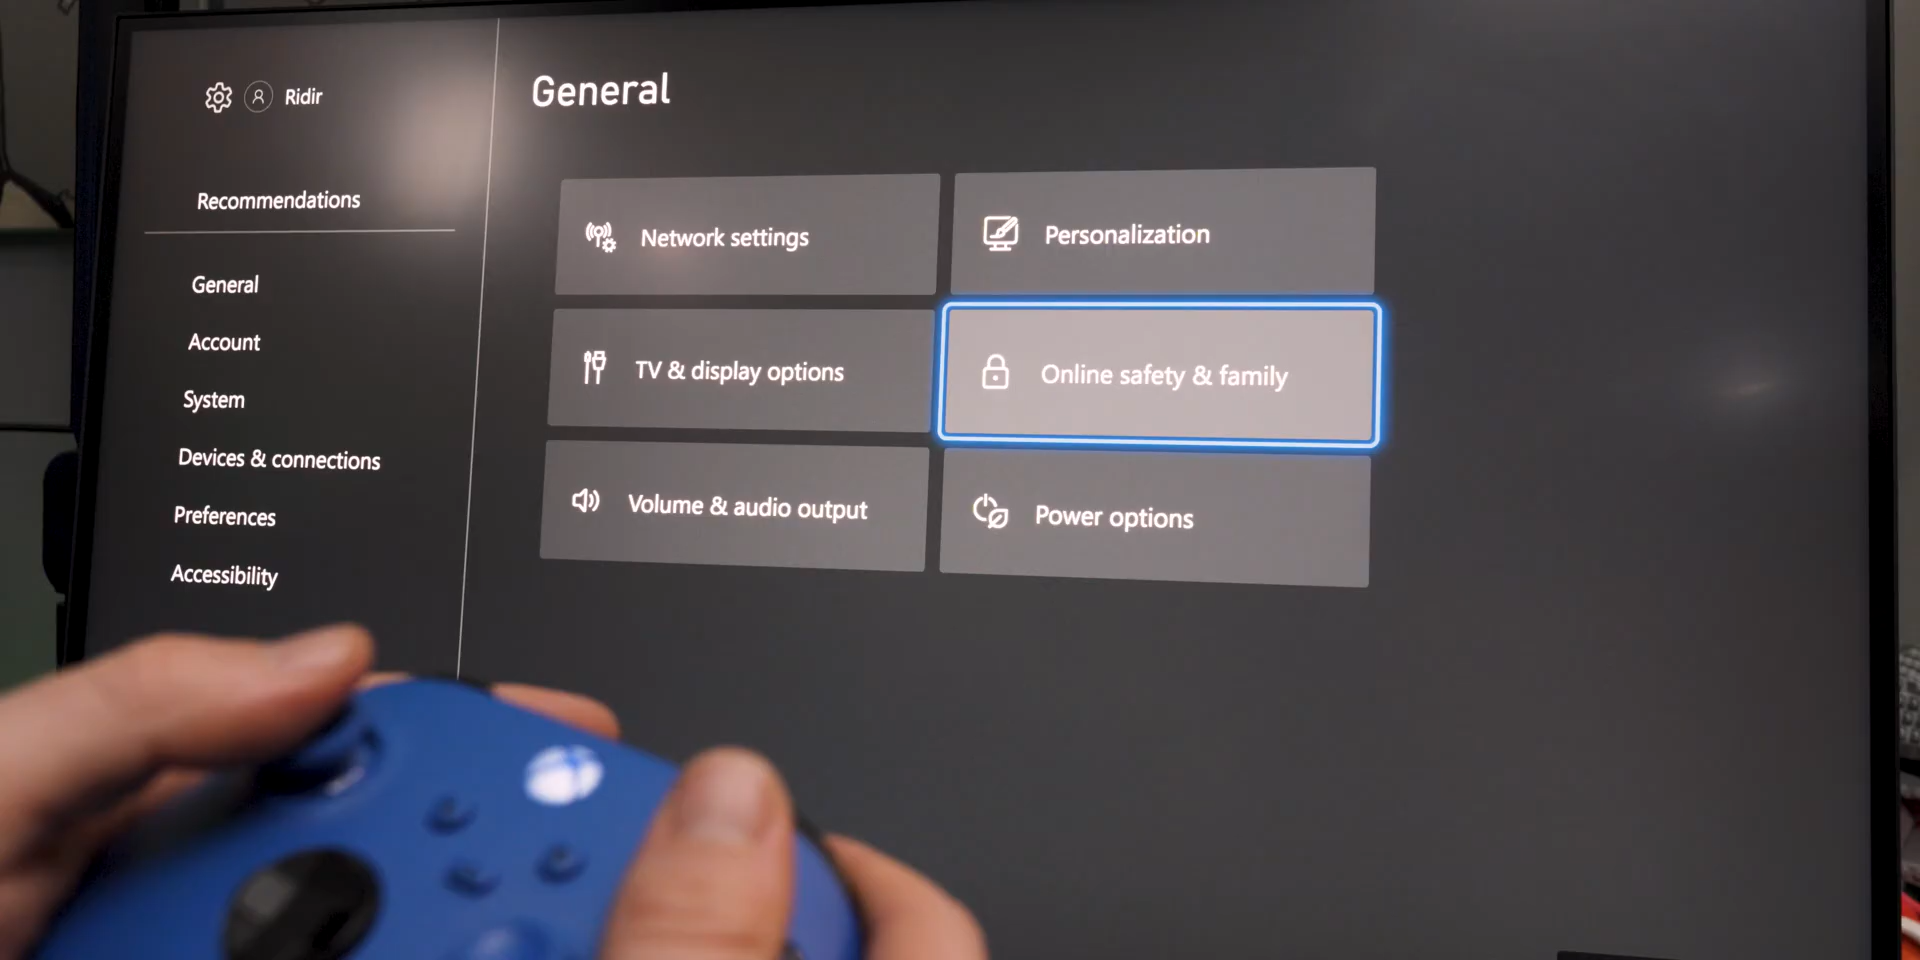 Ridir
Recommendations
General
Account
System
Devices & connections
Preferences
Accessibility
General
Network settings
Personalization
TV & display options
Online safety & family
Volume & audio output
Power options